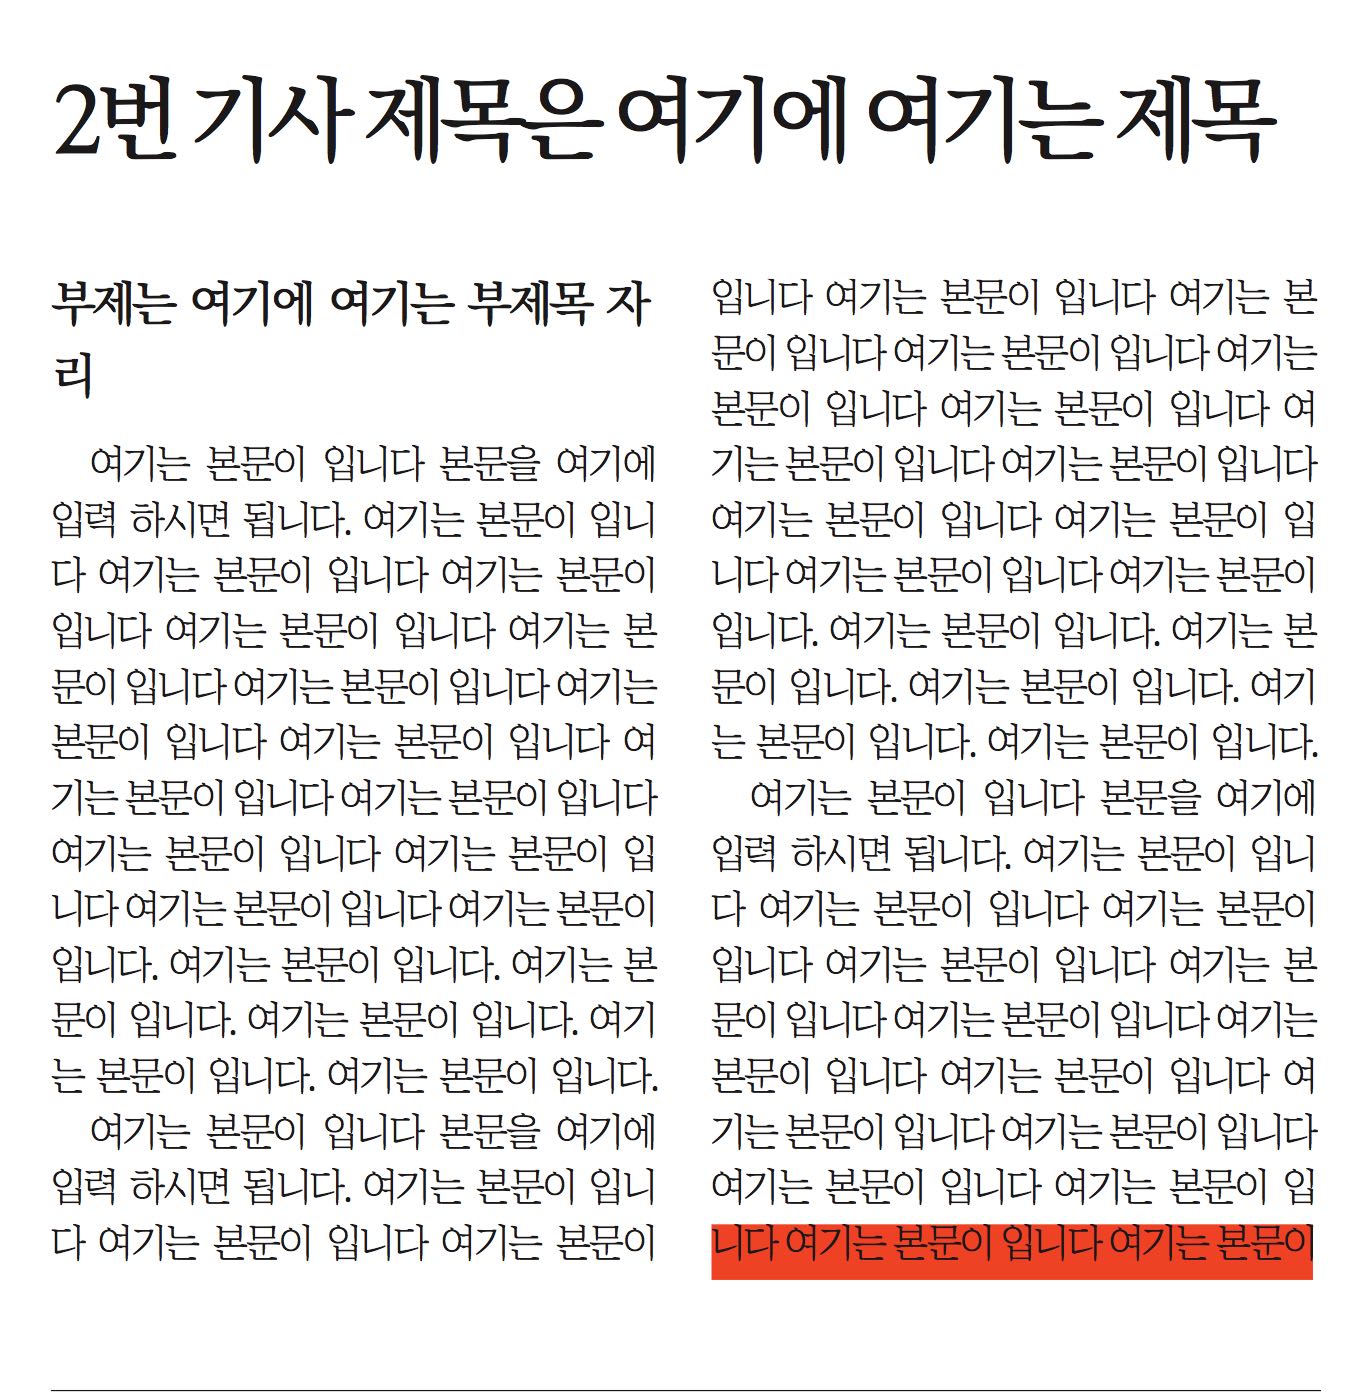 2번 기사 제목은 여기에 여기는 제목
부제는 여기에 여기는 부제목 자
리
여기는 본문이 입니다 본문을 여기에
입력 하시면 됩니다. 여기는 본문이 입니
다 여기는 본문이 입니다 여기는 본문이
입니다 여기는 본문이 입니다 여기는 본
문이 입니다 여기는 본문이 입니다 여기는
본문이 입니다 여기는 본문이 입니다 여
기는 본문이 입니다 여기는 본문이 입니다
여기는 본문이 입니다 여기는 본문이 입
니다 여기는 본문이 입니다 여기는 본문이
입니다. 여기는 본문이 입니다. 여기는 본
문이 입니다. 여기는 본문이 입니다. 여기
는 본문이 입니다. 여기는 본문이 입니다.
여기는 본문이 입니다 본문을 여기에
입력 하시면 됩니다. 여기는 본문이 입니
다 여기는 본문이 입니다 여기는 본문이
입니다 여기는 본문이 입니다 여기는 본
문이 입니다 여기는 본문이 입니다 여기는
본문이 입니다 여기는 본문이 입니다 여
기는 본문이 입니다 여기는 본문이 입니다
여기는 본문이 입니다 여기는 본문이 입
니다 여기는 본문이 입니다 여기는 본문이
입니다. 여기는 본문이 입니다. 여기는 본
문이 입니다. 여기는 본문이 입니다. 여기
는 본문이 입니다. 여기는 본문이 입니다.
여기는 본문이 입니다 본문을 여기에
입력 하시면 됩니다. 여기는 본문이 입니
다 여기는 본문이 입니다 여기는 본문이
입니다 여기는 본문이 입니다 여기는 본
문이 입니다 여기는 본문이 입니다 여기는
본문이 입니다 여기는 본문이 입니다 여
기는 본문이 입니다 여기는 본문이 입니다
여기는 본문이 입니다 여기는 본문이 입
니다 여기는 본문이 입니다 여기는 본문이